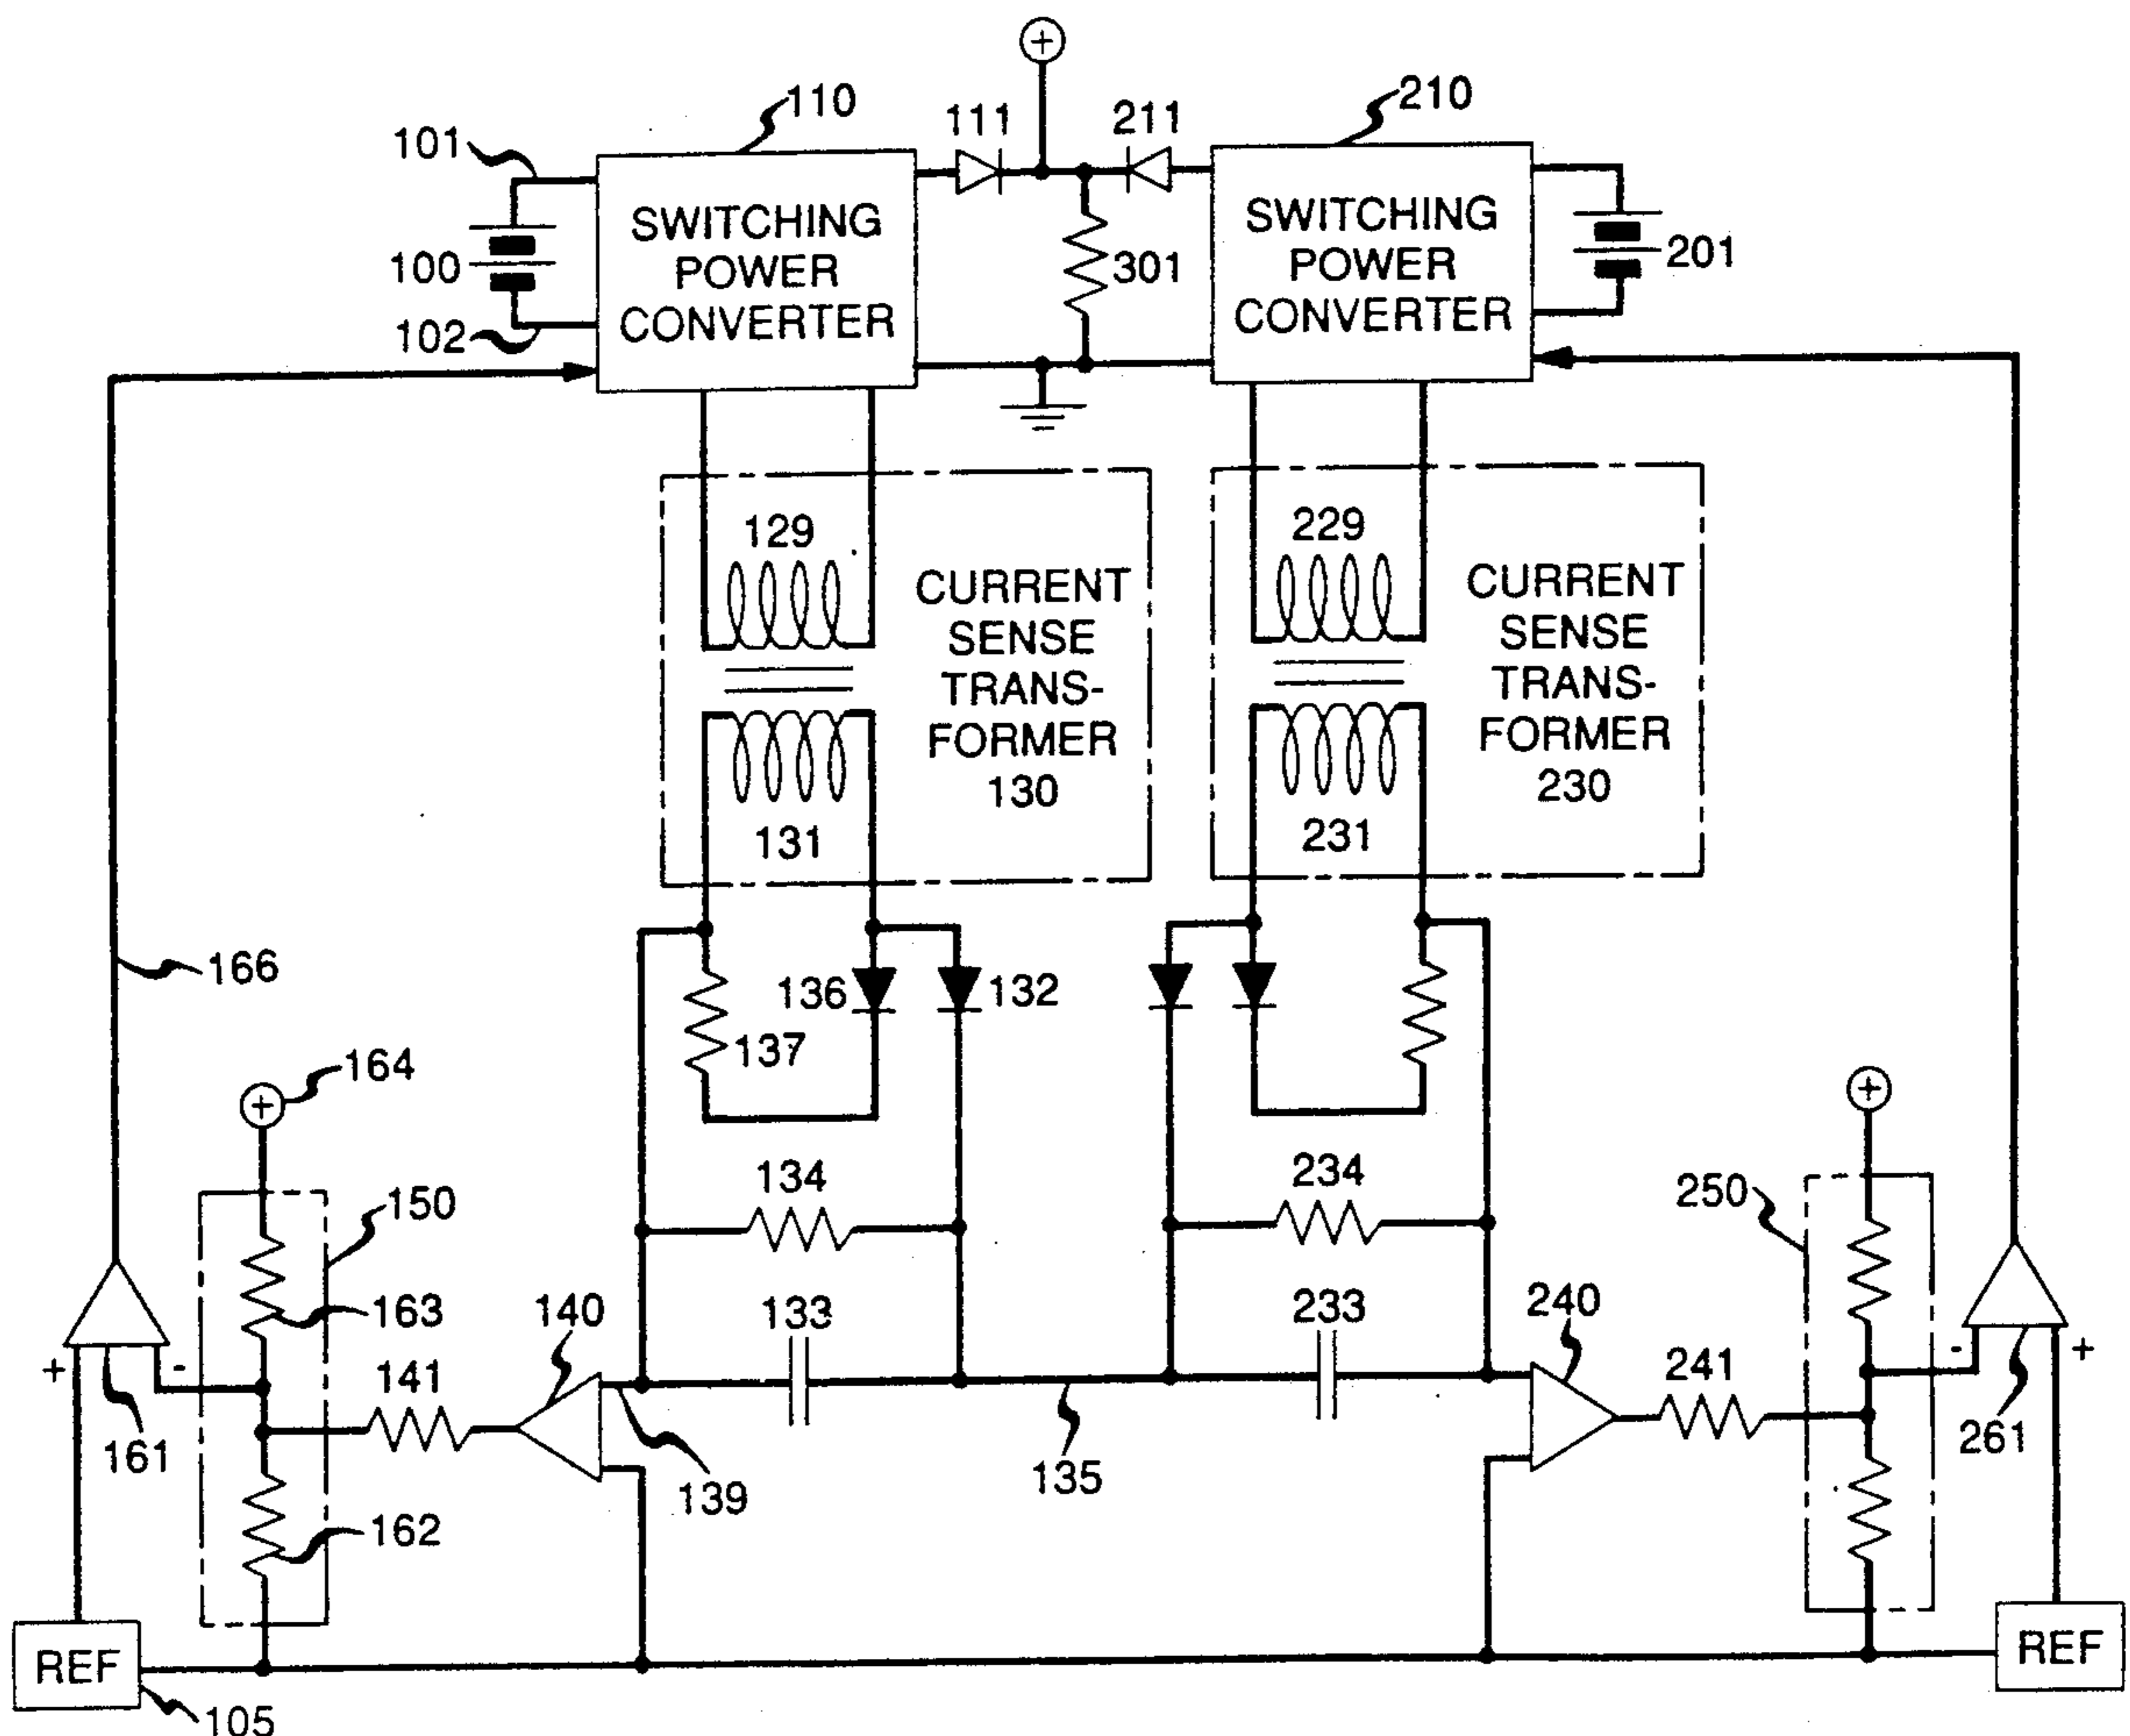 +
110
111
211
210
101
SWITCHING
POWER
CONVERTER
SWITCHING
POWER
CONVERTER
100
301
201
102
129
CURRENT
SENSE
TRANS-
FORMER
130
131
229
CURRENT
SENSE
TRANS-
FORMER
230
231
166
136
132
137
164
+
+
134
234
150
250
163
140
133
233
240
+
-
141
241
-
+
161
139
135
261
162
REF
105
REF